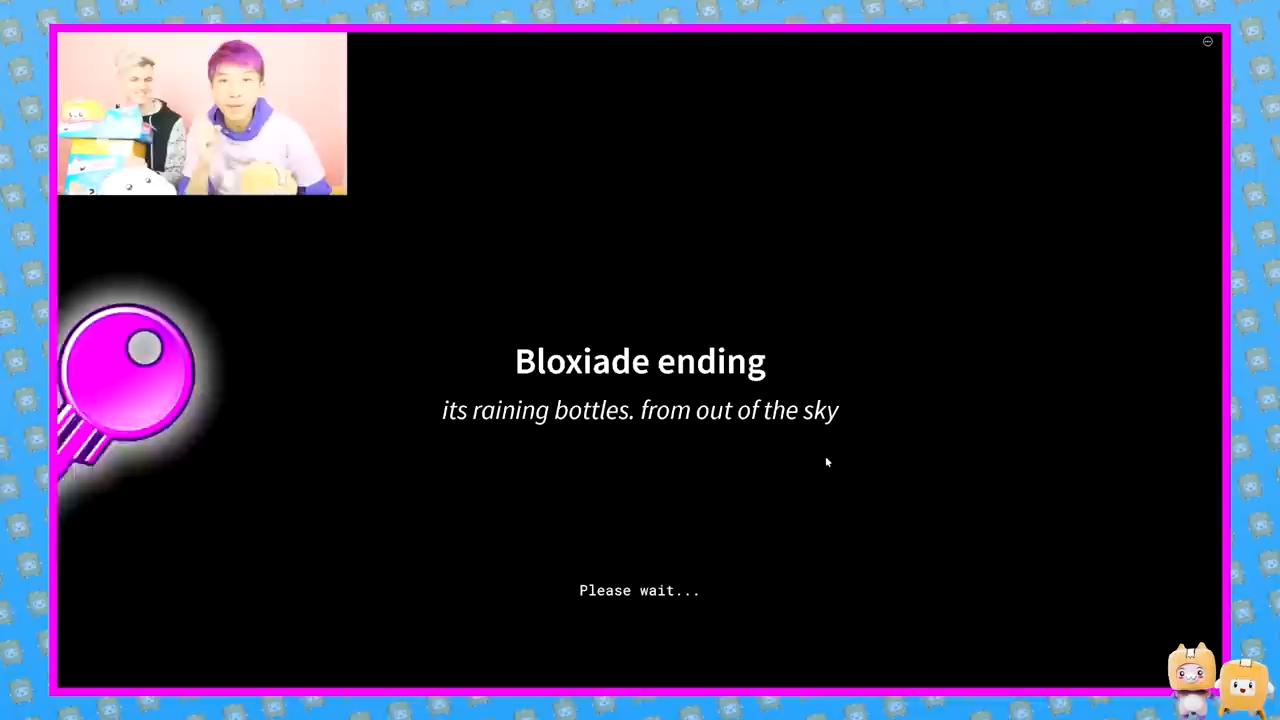 Bloxiade ending
its raining bottles. from out of the sky
Please wait...